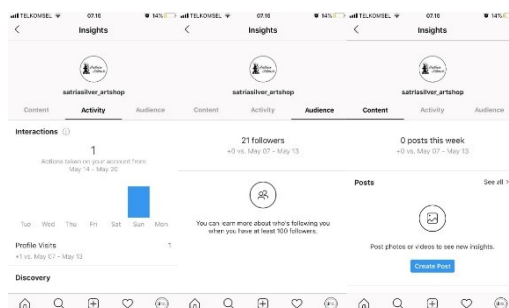 TELKOMSEL 07.18 14%
Insights
satriasilver_artshop
Content Activity Audience
Interactions
1
Actions taken on your account from
May 14 - May 20
Tue Wed Thu Fri Sat Sun Mon
Profile Visits 1
+1 vs. May 07 - May 13
Discovery
TELKOMSEL 07.18 14%
Insights
satriasilver_artshop
Content Activity Audience
21 followers
+0 vs. May 07 - May 13
You can learn more about who's following you
when you have at least 100 followers.
TELKOMSEL 07.18 14%
Insights
satriasilver_artshop
Content Activity Audience
0 posts this week
+0 vs. May 07 - May 13
Posts See all >
Post photos or videos to see new insights.
Create Post